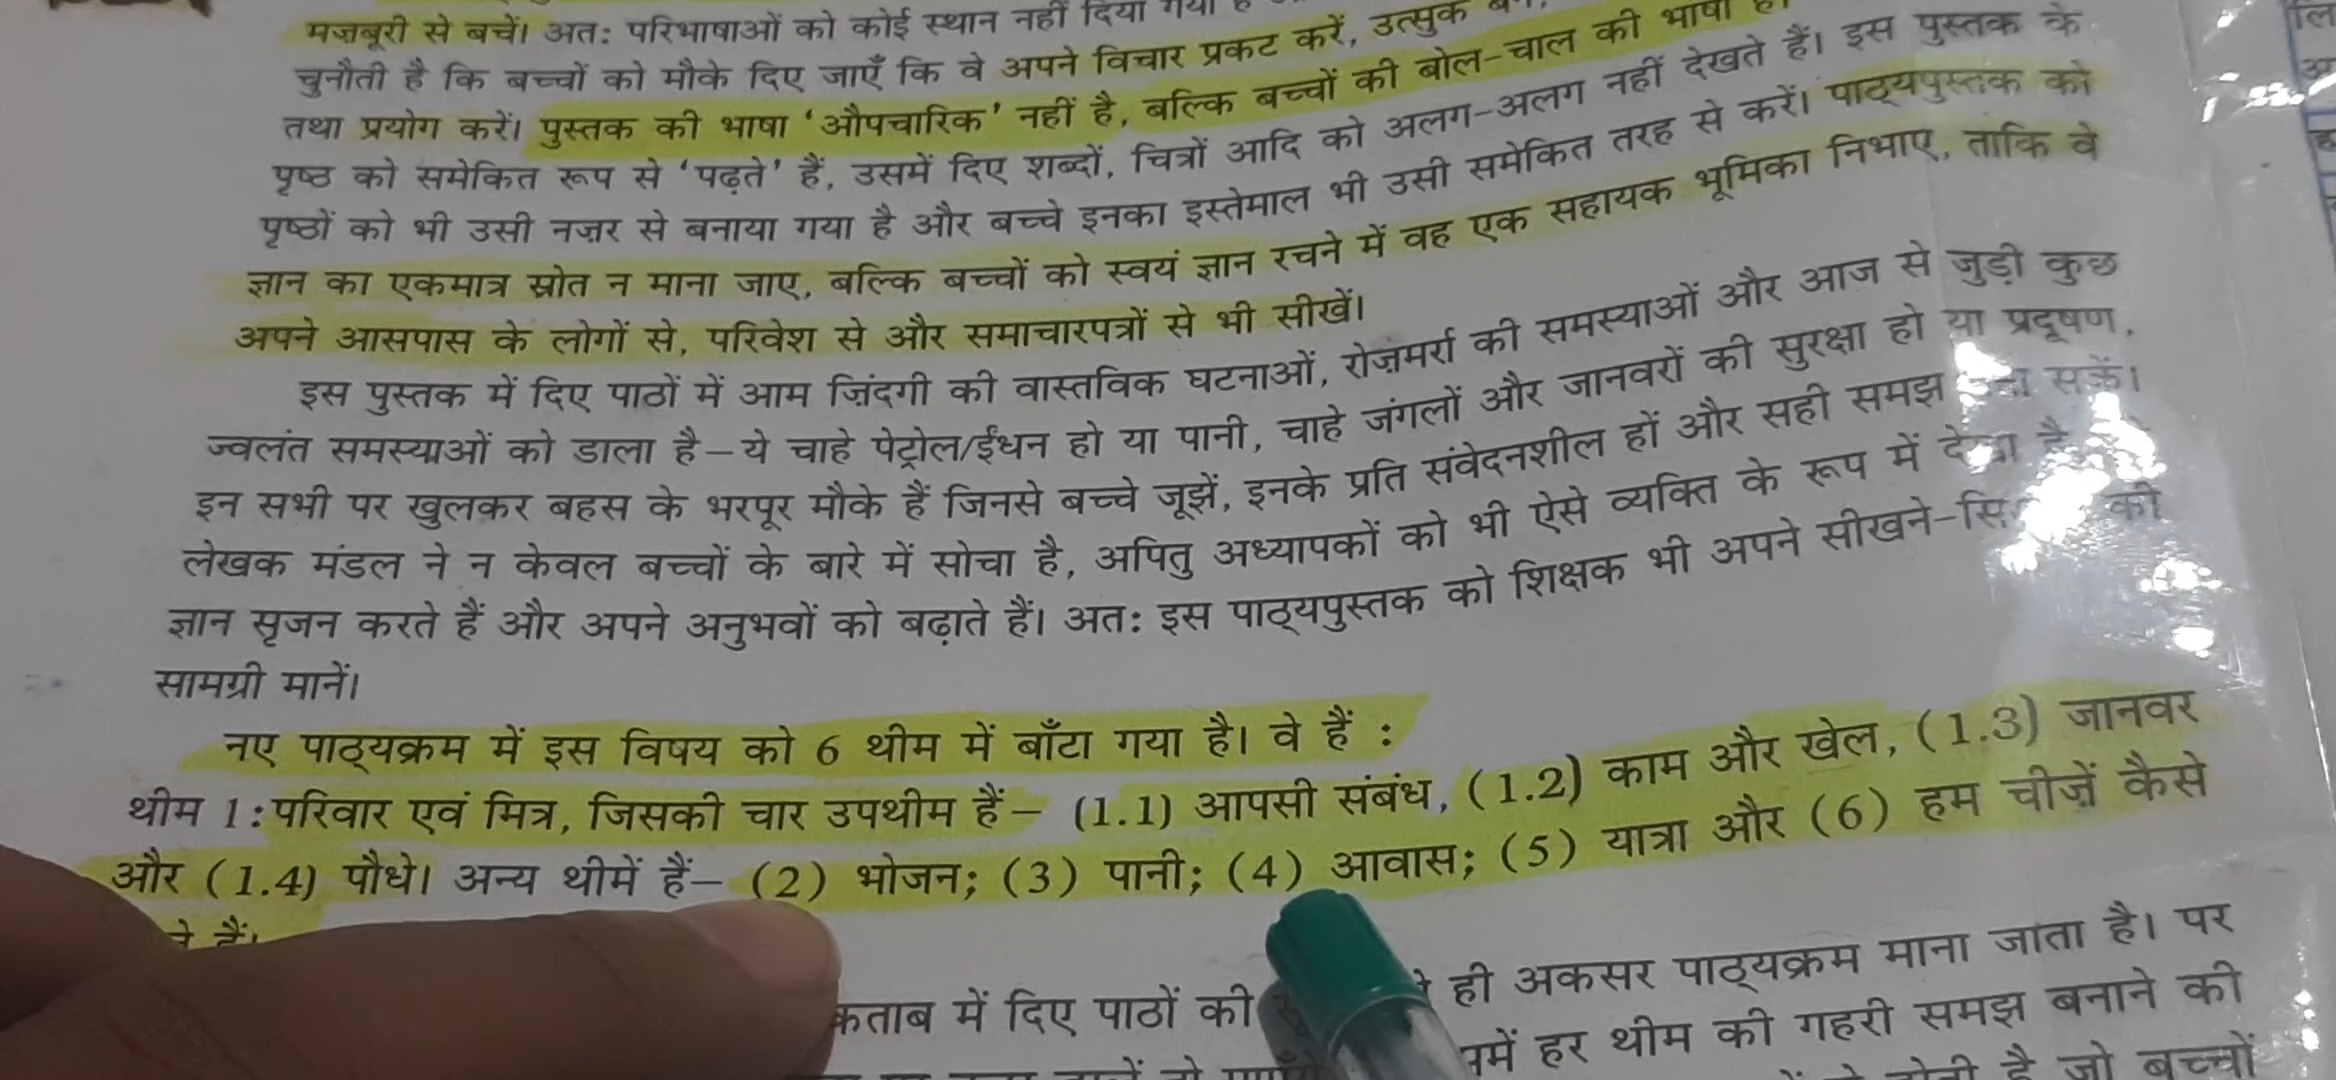 मजबूरी से बचें। अतः परिभाषाओं को कोई स्थान नहीं दिया गया है
चुनौती है कि बच्चों को मौके दिए जाएँ कि वे अपने विचार प्रकट करें, उत्सुक
तथा प्रयोग करें। पुस्तक की भाषा ‘औपचारिक’ नहीं है, बल्कि बच्चों की बोल-चाल की भाषा है।
पृष्ठ को समेकित रूप से ‘पढ़ते’ हैं, उसमें दिए शब्दों, चित्रों आदि को अलग-अलग नहीं देखते हैं। इस पुस्तक के
पृष्ठों को भी उसी नज़र से बनाया गया है और बच्चे इनका इस्तेमाल भी उसी समेकित तरह से करें। पाठ्यपुस्तक को
ज्ञान का एकमात्र स्रोत न माना जाए, बल्कि बच्चों को स्वयं ज्ञान रचने में वह एक सहायक भूमिका निभाए, ताकि वे
अपने आसपास के लोगों से, परिवेश से और समाचारपत्रों से भी सीखें।
इस पुस्तक में दिए पाठों में आम ज़िंदगी की वास्तविक घटनाओं, रोज़मर्रा की समस्याओं और आज से जुड़ी कुछ
ज्वलंत समस्याओं को डाला है–ये चाहे पेट्रोल/ईंधन हो या पानी, चाहे जंगलों और जानवरों की सुरक्षा हो या प्रदूषण,
इन सभी पर खुलकर बहस के भरपूर मौके हैं जिनसे बच्चे जूझें, इनके प्रति संवेदनशील हों और सही समझ सकें।
लेखक मंडल ने न केवल बच्चों के बारे में सोचा है, अपितु अध्यापकों को भी ऐसे व्यक्ति के रूप में देखा है
ज्ञान सृजन करते हैं और अपने अनुभवों को बढ़ाते हैं। अतः इस पाठ्यपुस्तक को शिक्षक भी अपने सीखने- की
सामग्री मानें।
नए पाठ्यक्रम में इस विषय को 6 थीम में बाँटा गया है। वे हैं :
थीम 1: परिवार एवं मित्र, जिसकी चार उपथीम हैं– (1.1) आपसी संबंध, (1.2) काम और खेल, (1.3) जानवर
और (1.4) पौधे। अन्य थीमें हैं– (2) भोजन; (3) पानी; (4) आवास; (5) यात्रा और (6) हम चीज़ें कैसे
हैं।
में दिए पाठों की ही अकसर पाठ्यक्रम माना जाता है। पर
हर थीम की गहरी समझ बनाने की
है जो बच्चों